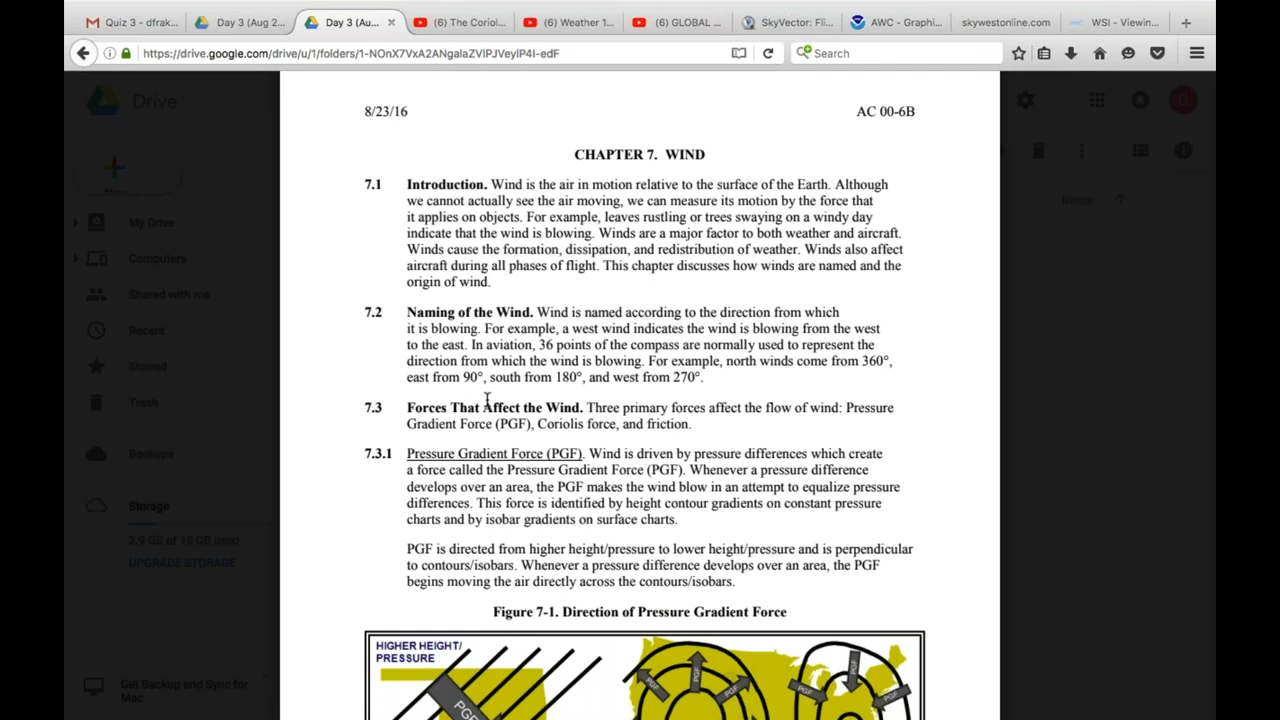 Quiz 3 - dfrak...
Day 3 (Aug 2...
Day 3 (Au...
(6) The Coriol...
(6) Weather 1...
(6) GLOBAL ...
SkyVector: Fli...
AWC - Graphi...
skywestonline.com
WSI - Viewin...
https://drive.google.com/drive/u/1/folders/1-NOnX7VxA2ANgalaZVlPJVeylP4I-edF
Search
Drive
My Drive
Computers
Shared with me
Recent
Starred
Trash
Backups
Storage
2.9 GB of 15 GB used
UPGRADE STORAGE
Get Backup and Sync for
Mac
Name
8/23/16 AC 00-6B
CHAPTER 7. WIND
7.1 Introduction. Wind is the air in motion relative to the surface of the Earth. Although
we cannot actually see the air moving, we can measure its motion by the force that
it applies on objects. For example, leaves rustling or trees swaying on a windy day
indicate that the wind is blowing. Winds are a major factor to both weather and aircraft.
Winds cause the formation, dissipation, and redistribution of weather. Winds also affect
aircraft during all phases of flight. This chapter discusses how winds are named and the
origin of wind.
7.2 Naming of the Wind. Wind is named according to the direction from which
it is blowing. For example, a west wind indicates the wind is blowing from the west
to the east. In aviation, 36 points of the compass are normally used to represent the
direction from which the wind is blowing. For example, north winds come from 360°,
east from 90°, south from 180°, and west from 270°.
7.3 Forces That Affect the Wind. Three primary forces affect the flow of wind: Pressure
Gradient Force (PGF), Coriolis force, and friction.
7.3.1 Pressure Gradient Force (PGF). Wind is driven by pressure differences which create
a force called the Pressure Gradient Force (PGF). Whenever a pressure difference
develops over an area, the PGF makes the wind blow in an attempt to equalize pressure
differences. This force is identified by height contour gradients on constant pressure
charts and by isobar gradients on surface charts.
PGF is directed from higher height/pressure to lower height/pressure and is perpendicular
to contours/isobars. Whenever a pressure difference develops over an area, the PGF
begins moving the air directly across the contours/isobars.
Figure 7-1. Direction of Pressure Gradient Force
HIGHER HEIGHT/
PRESSURE
PGF
PGF
PGF
PGF
PGF
PGF
PGF